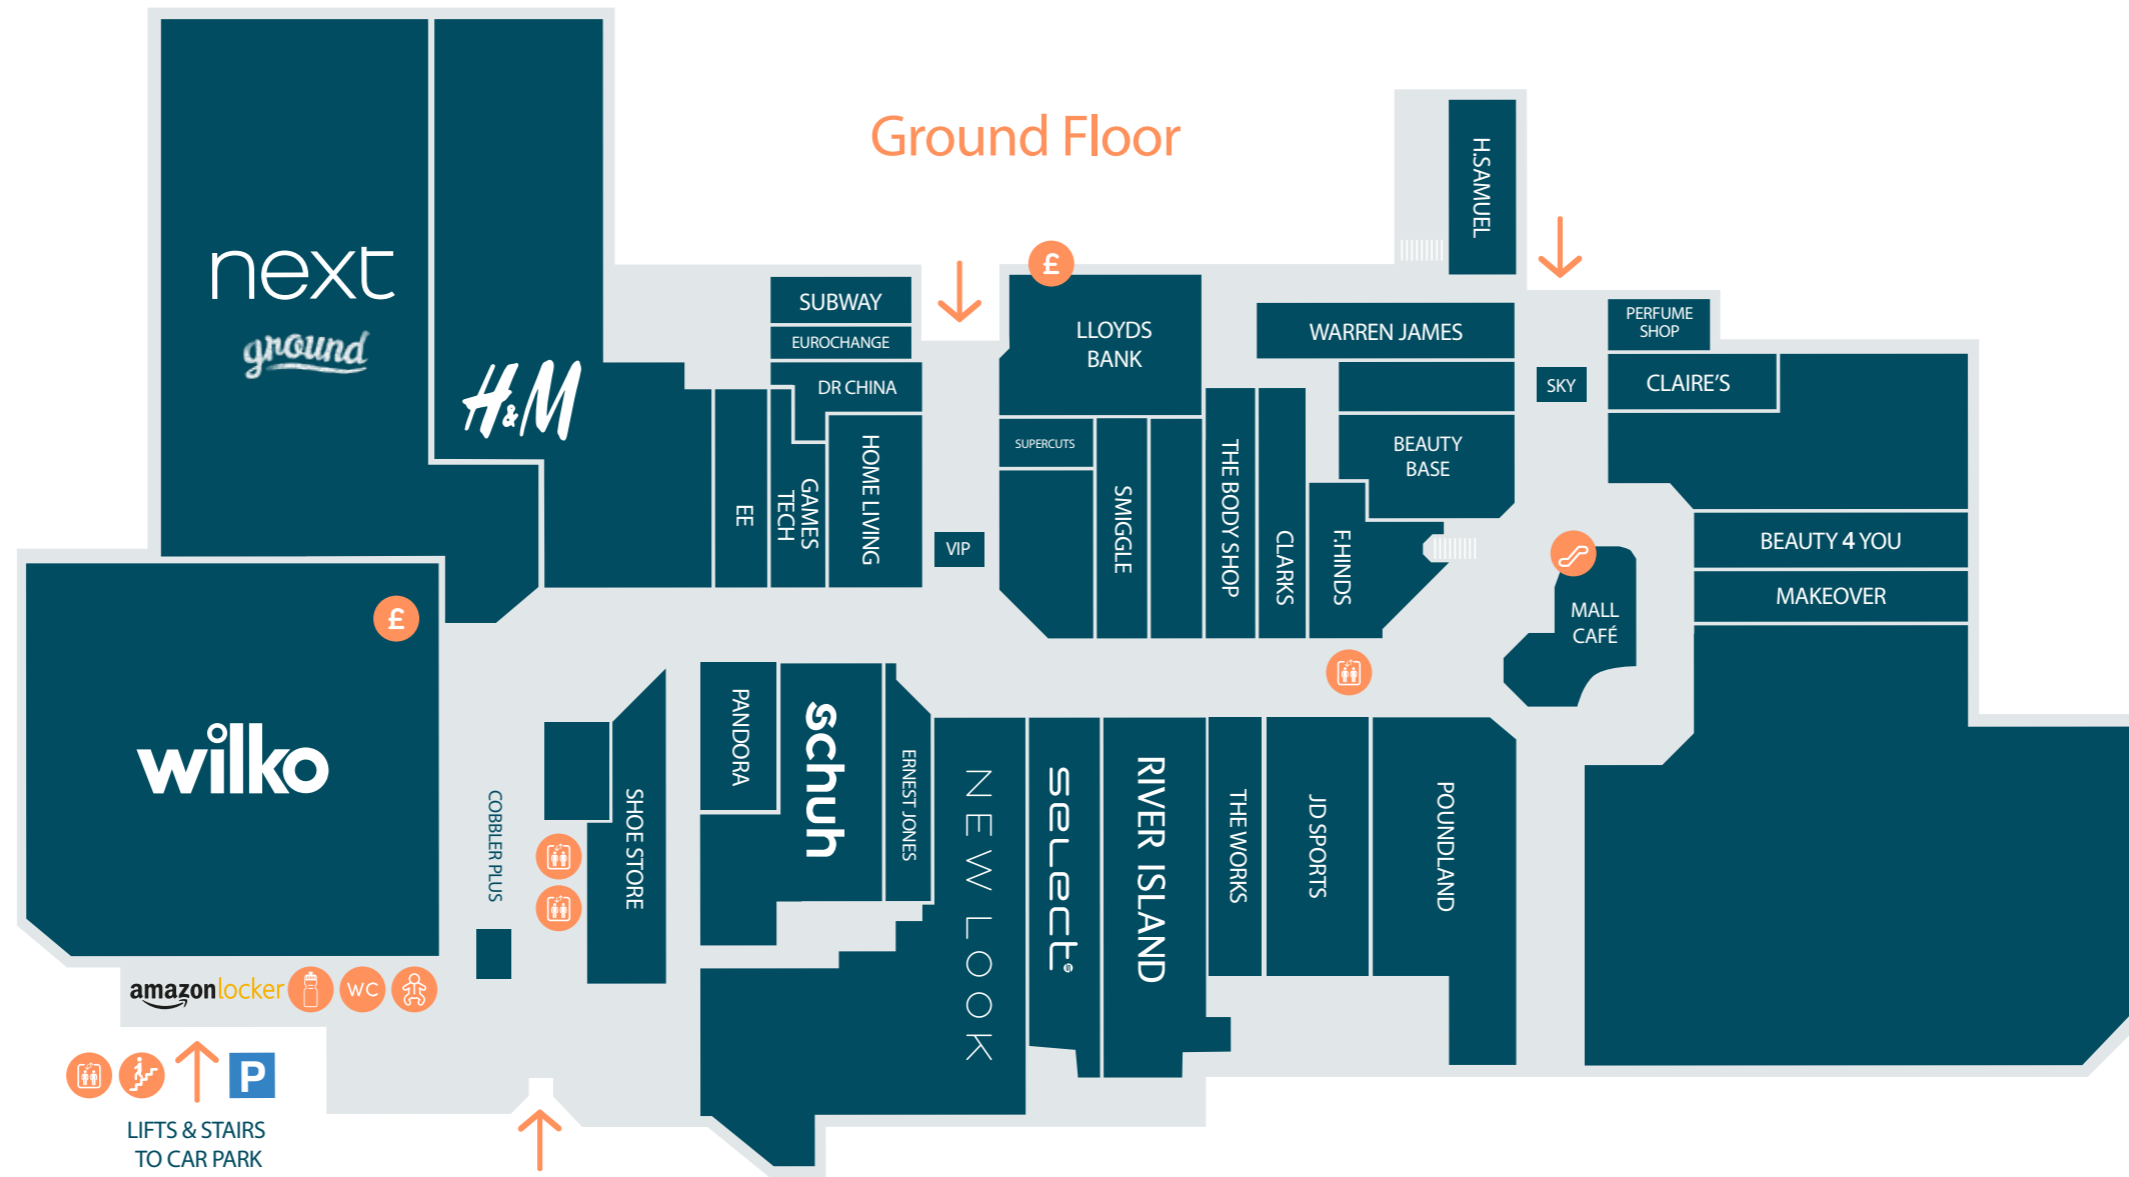 Ground Floor
next
ground
H&M
SUBWAY
EUROCHANGE
DR CHINA
EE
GAMES
TECH
HOME LIVING
VIP
£
LLOYDS
BANK
SUPERCUTS
SMIGGLE
THE BODY SHOP
CLARKS
F.HINDS
WARREN JAMES
BEAUTY
BASE
H.SAMUEL
SKY
PERFUME
SHOP
CLAIRE'S
BEAUTY 4 YOU
MAKEOVER
MALL
CAFÉ
£
wilko
COBBLER PLUS
SHOE STORE
PANDORA
schuh
ERNEST JONES
NEW LOOK
select
RIVER ISLAND
THE WORKS
JD SPORTS
POUNDLAND
amazonlocker
WC
P
LIFTS & STAIRS
TO CAR PARK